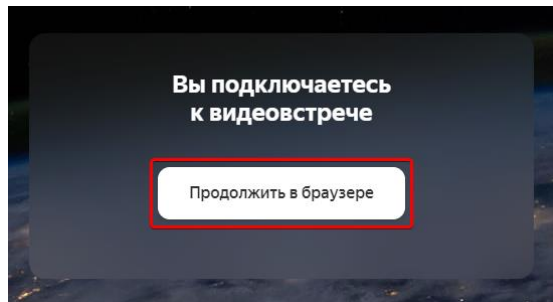 Вы подключаетесь
к видеовстрече
Продолжить в браузере